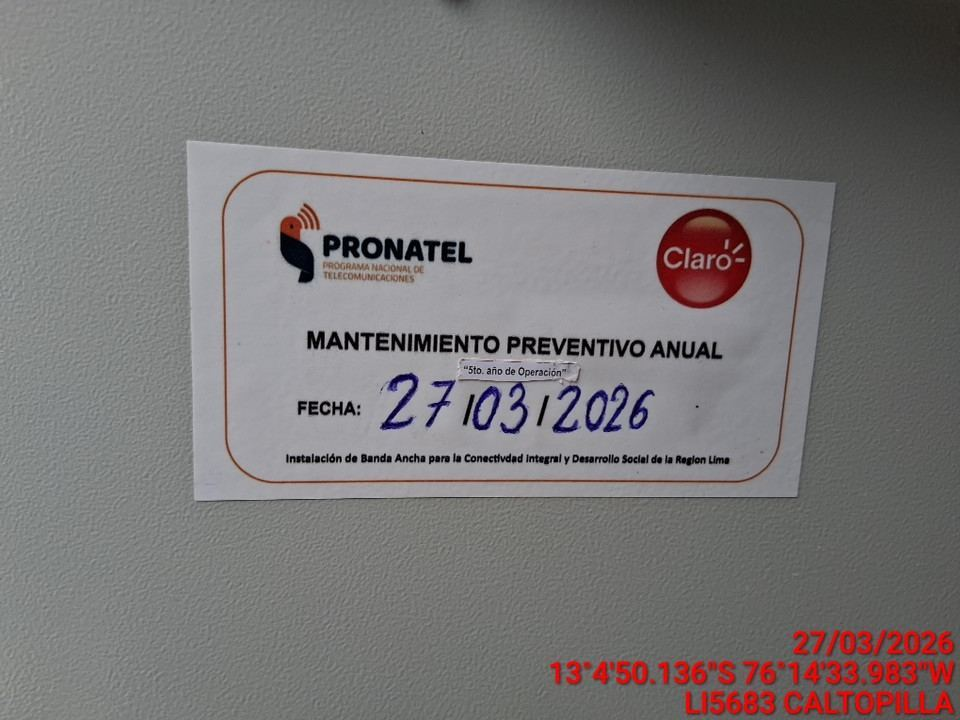 PRONATEL
PROGRAMA NACIONAL DE
TELECOMUNICACIONES
Claro
MANTENIMIENTO PREVENTIVO ANUAL
"5to. año de Operación"
FECHA: 27/03/2026
Instalación de Banda Ancha para la Conectivdad Integral y Desarrollo Social de la Region Lima
27/03/2026
13°4'50.136"S 76°14'33.983"W
LI5683 CALTOPILLA